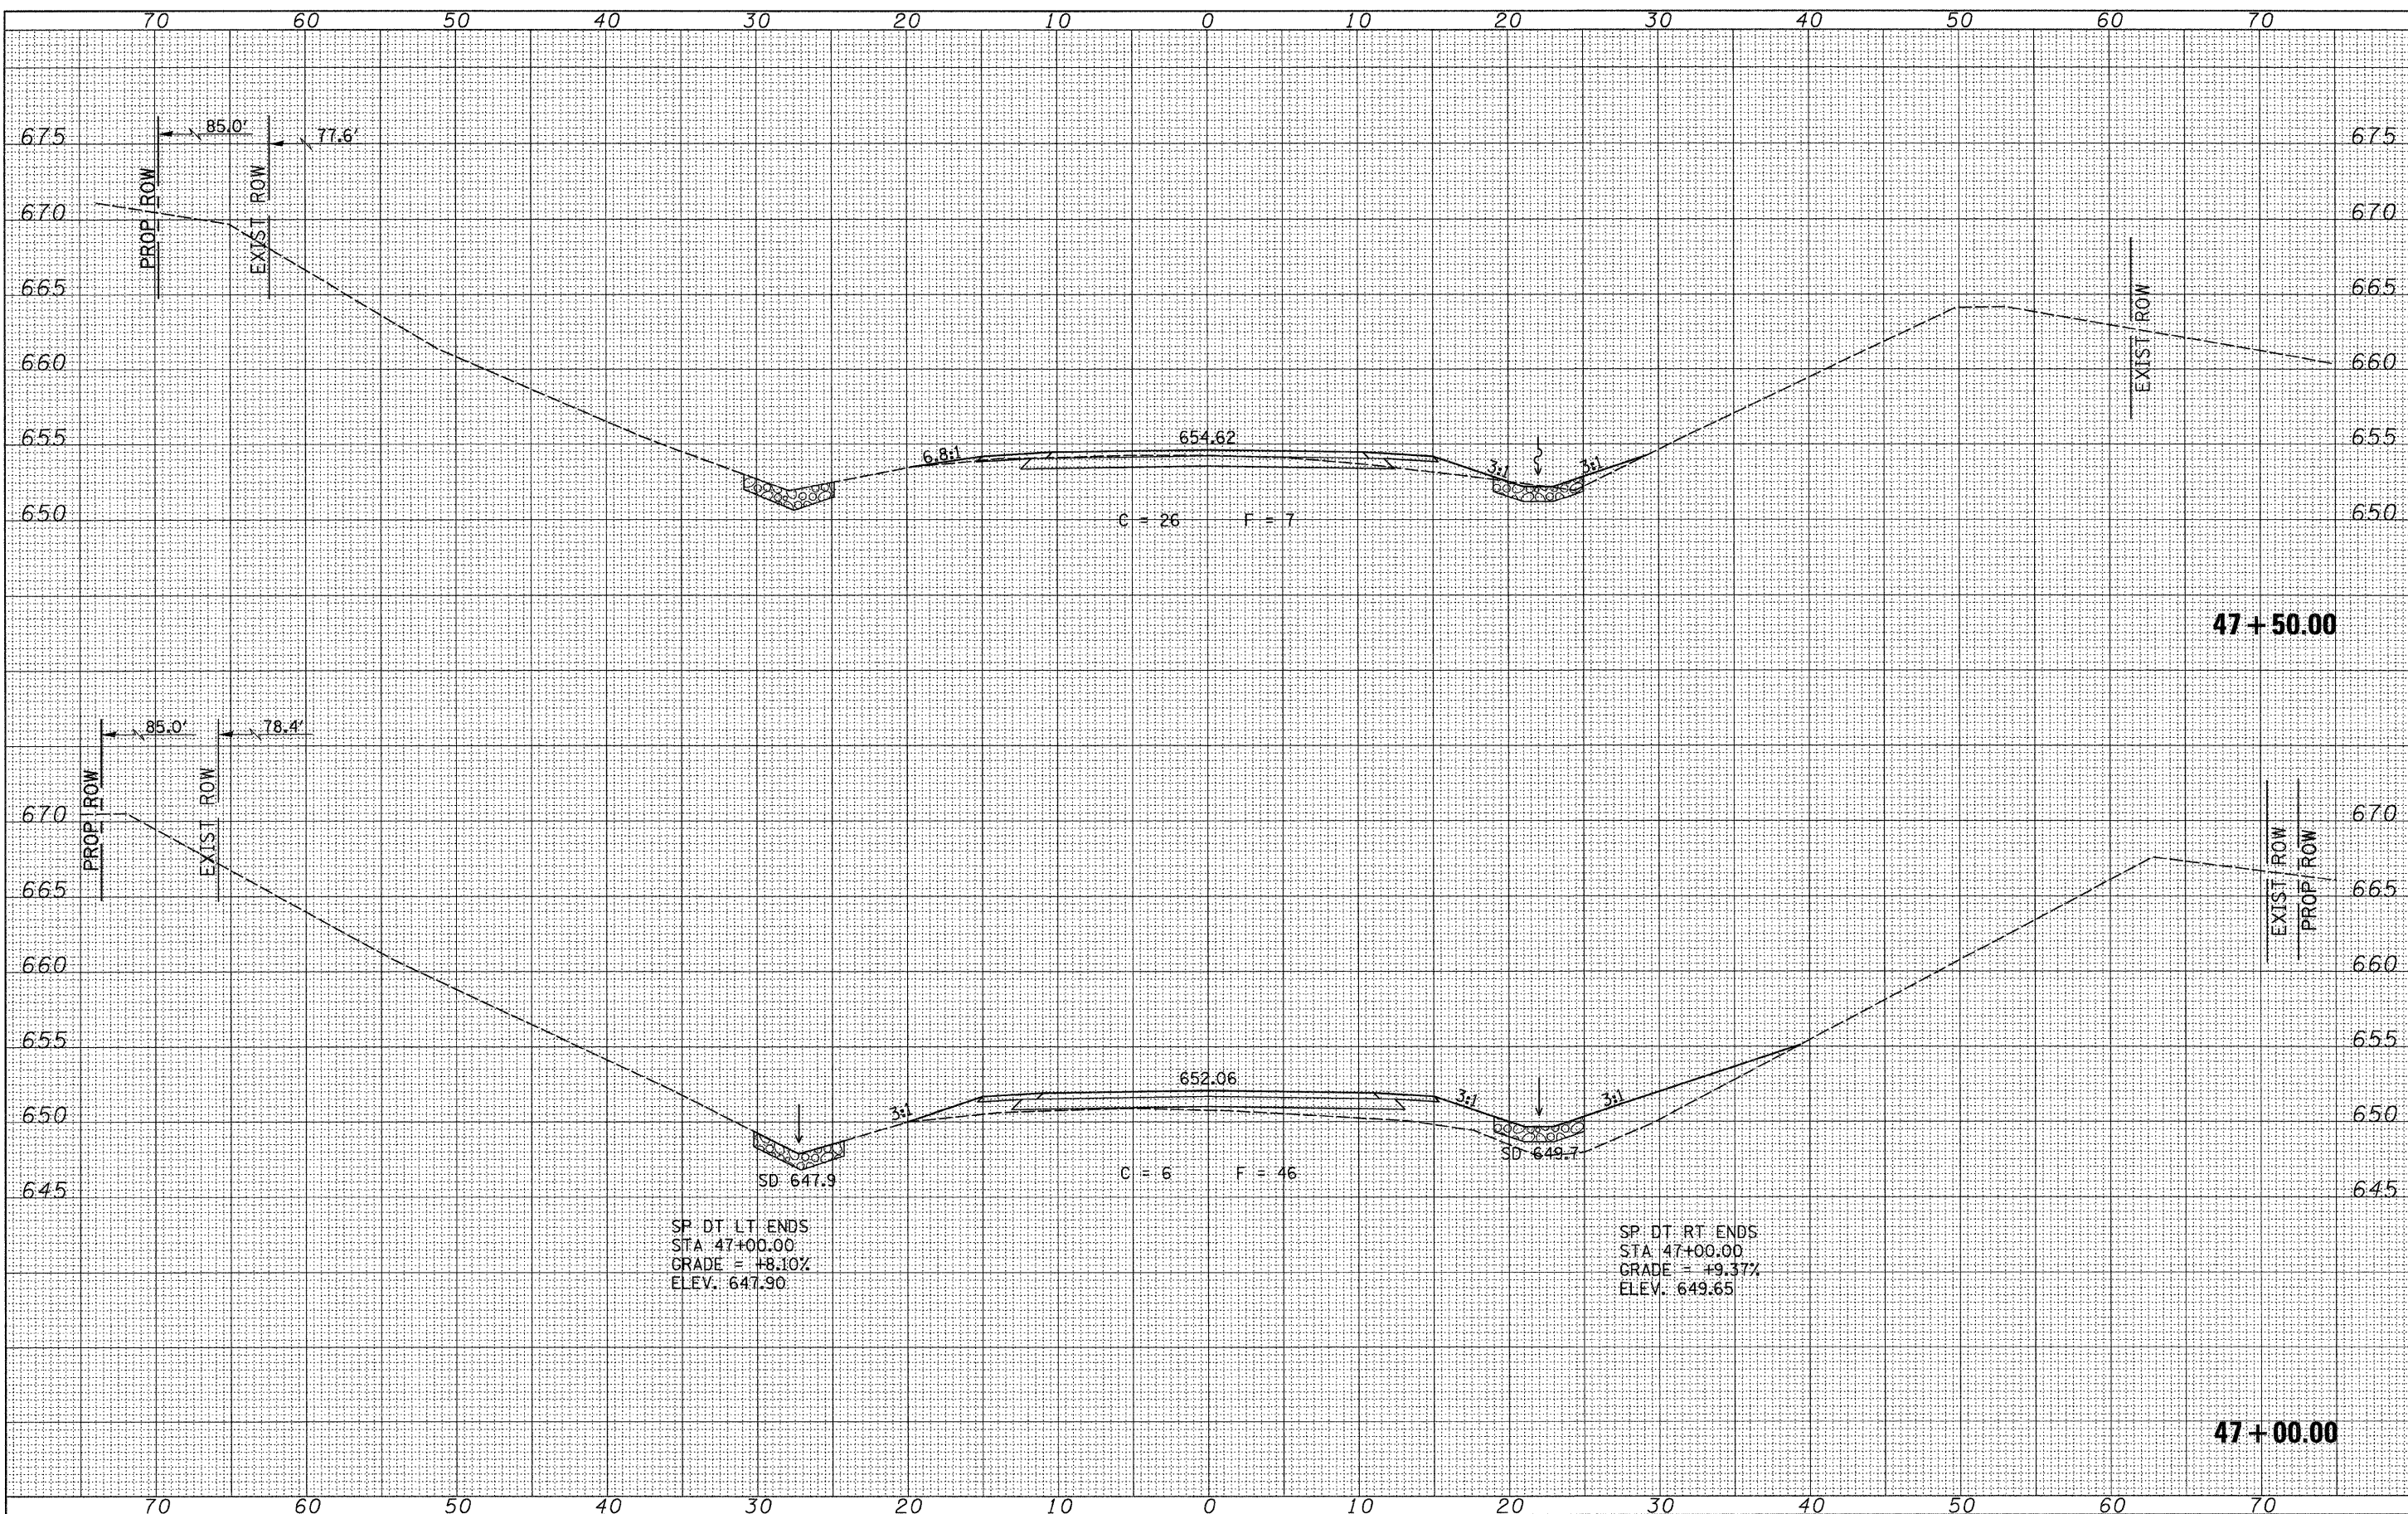 70 60 50 40 30 20 10 0 10 20 30 40 50 60 70
85.0'
77.6'
675 675
PROP ROW
EXIST ROW
670 670
665 665
EXIST ROW
660 660
655 655
6.8:1
654.62
3:1
3:1
650 650
C = 26 F = 7
47+50.00
85.0'
78.4'
PROP ROW
EXIST ROW
670 670
EXIST ROW
PROP ROW
665 665
660 660
655 655
652.06
3:1
3:1
3:1
650 650
SD 649.7
C = 6 F = 46
SD 647.9
645 645
SP DT LT ENDS
STA 47+00.00
GRADE = +8.10%
ELEV. 647.90
SP DT RT ENDS
STA 47+00.00
GRADE = +9.37%
ELEV. 649.65
47+00.00
70 60 50 40 30 20 10 0 10 20 30 40 50 60 70